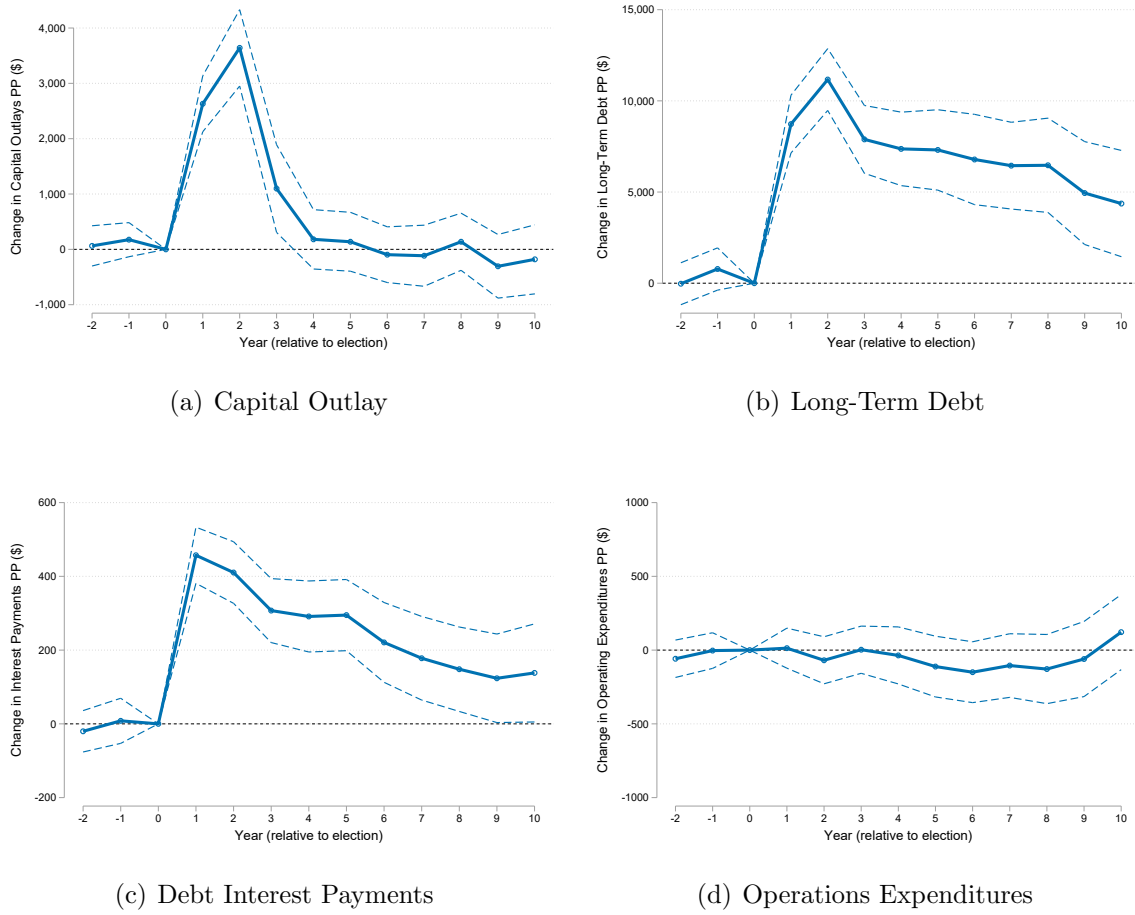 Change in Capital Outlays PP ($)
4,000
3,000
2,000
1,000
0
-1,000
-2 -1 0 1 2 3 4 5 6 7 8 9 10
Year (relative to election)
(a) Capital Outlay
Change in Long-Term Debt PP ($)
15,000
10,000
5,000
0
-2 -1 0 1 2 3 4 5 6 7 8 9 10
Year (relative to election)
(b) Long-Term Debt
Change in Interest Payments PP ($)
600
400
200
0
-200
-2 -1 0 1 2 3 4 5 6 7 8 9 10
Year (relative to election)
(c) Debt Interest Payments
Change in Operating Expenditures PP ($)
1000
500
0
-500
-1000
-2 -1 0 1 2 3 4 5 6 7 8 9 10
Year (relative to election)
(d) Operations Expenditures